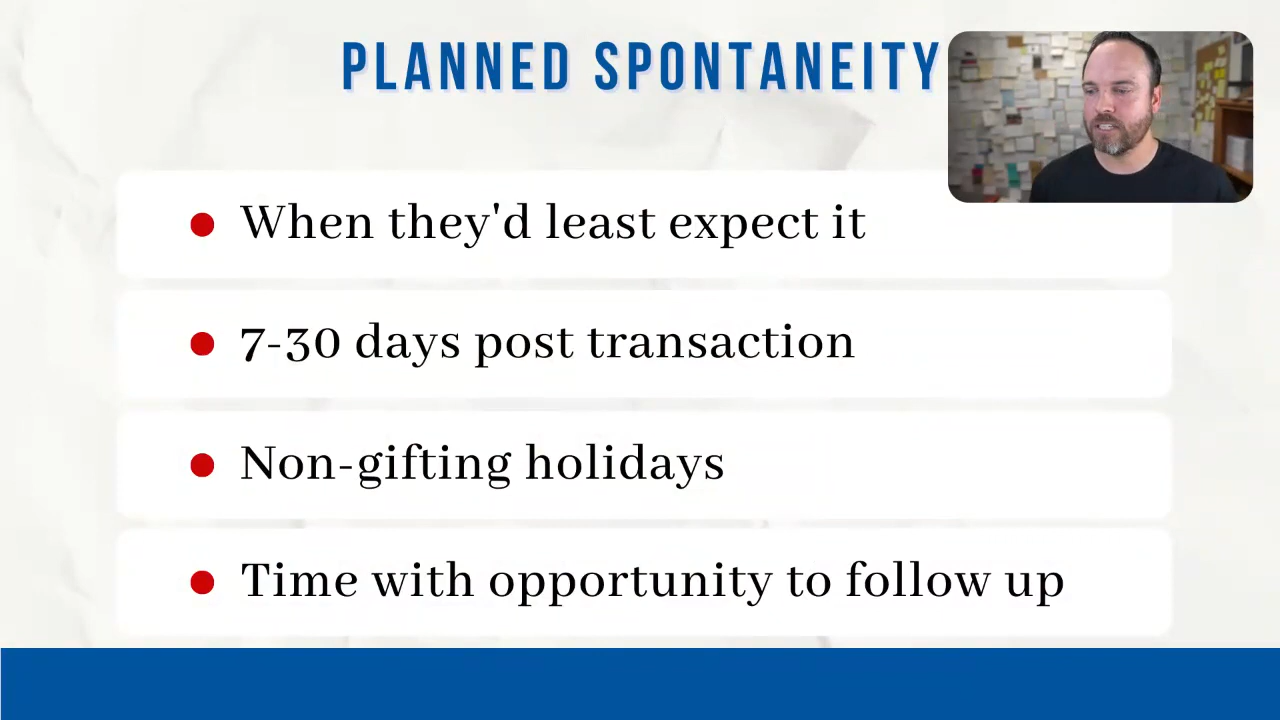 PLANNED SPONTANEITY
When they'd least expect it
7-30 days post transaction
Non-gifting holidays
Time with opportunity to follow up